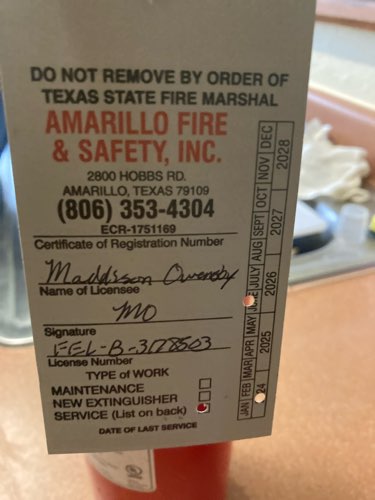 DO NOT REMOVE BY ORDER OF
TEXAS STATE FIRE MARSHAL
AMARILLO FIRE
& SAFETY, INC.
2800 HOBBS RD.
AMARILLO, TEXAS 79109
(806) 353-4304
ECR-1751169
Certificate of Registration Number
Maddison Owensby
Name of Licensee
MO
Signature
FEL-B-
License Number
TYPE of WORK
MAINTENANCE
NEW EXTINGUISHER
SERVICE (List on back)
DATE OF LAST SERVICE
JAN FEB MAR APR MAY JUNE JULY AUG SEPT OCT NOV DEC
24 2025 2026 2027 2028